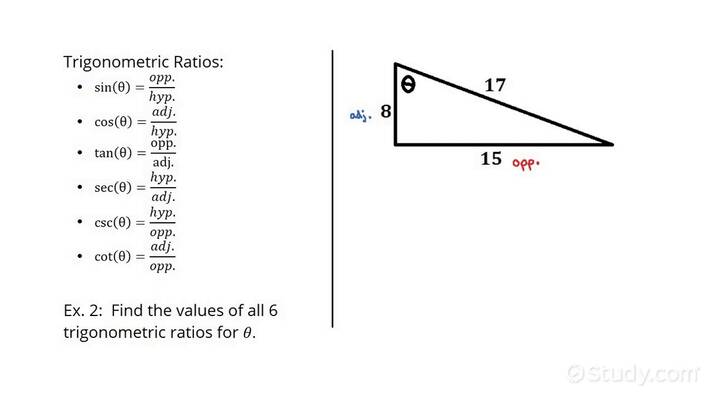 Trigonometric Ratios:
• sin(θ) = opp. / hyp.
• cos(θ) = adj. / hyp.
• tan(θ) = opp. / adj.
• sec(θ) = hyp. / adj.
• csc(θ) = hyp. / opp.
• cot(θ) = adj. / opp.
Ex. 2: Find the values of all 6
trigonometric ratios for θ.
θ
17
adj. 8
15 opp.
©Study.com